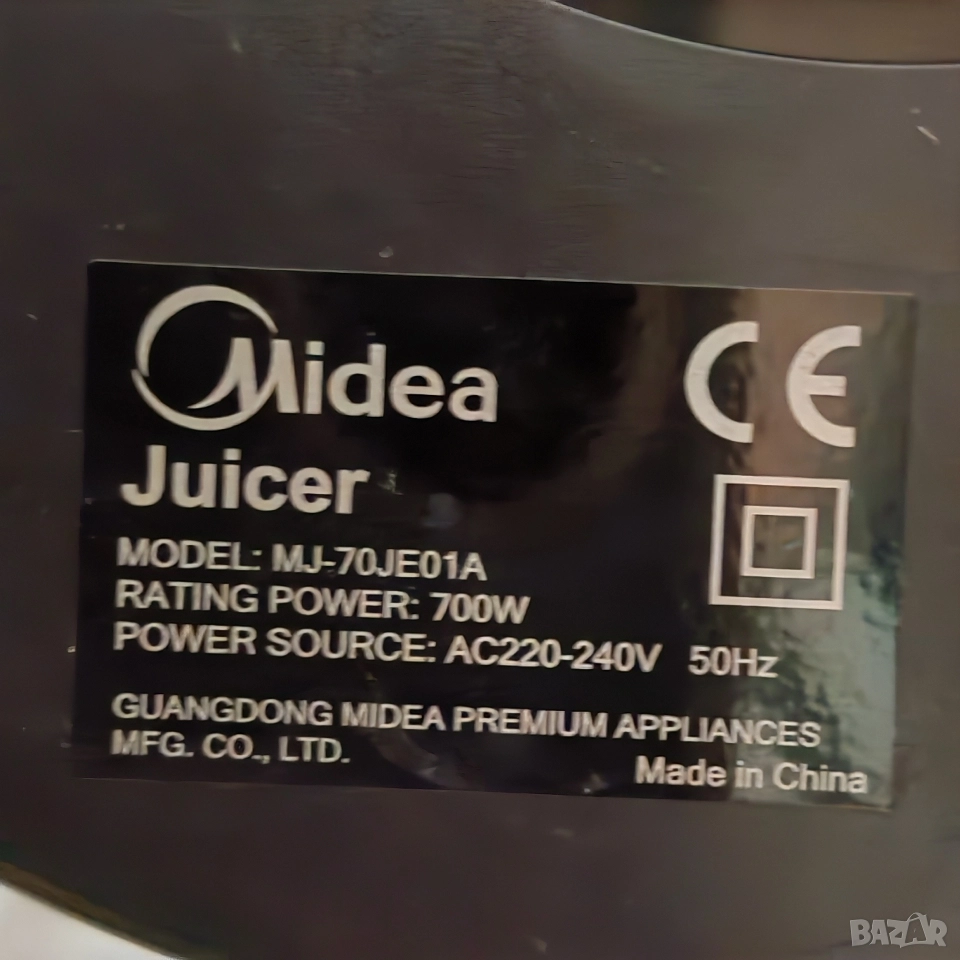 Midea
CE
Juicer
MODEL: MJ-70JE01A
RATING POWER: 700W
POWER SOURCE: AC220-240V 50Hz
GUANGDONG MIDEA PREMIUM APPLIANCES
MFG. CO., LTD.
Made in China
BAZAR